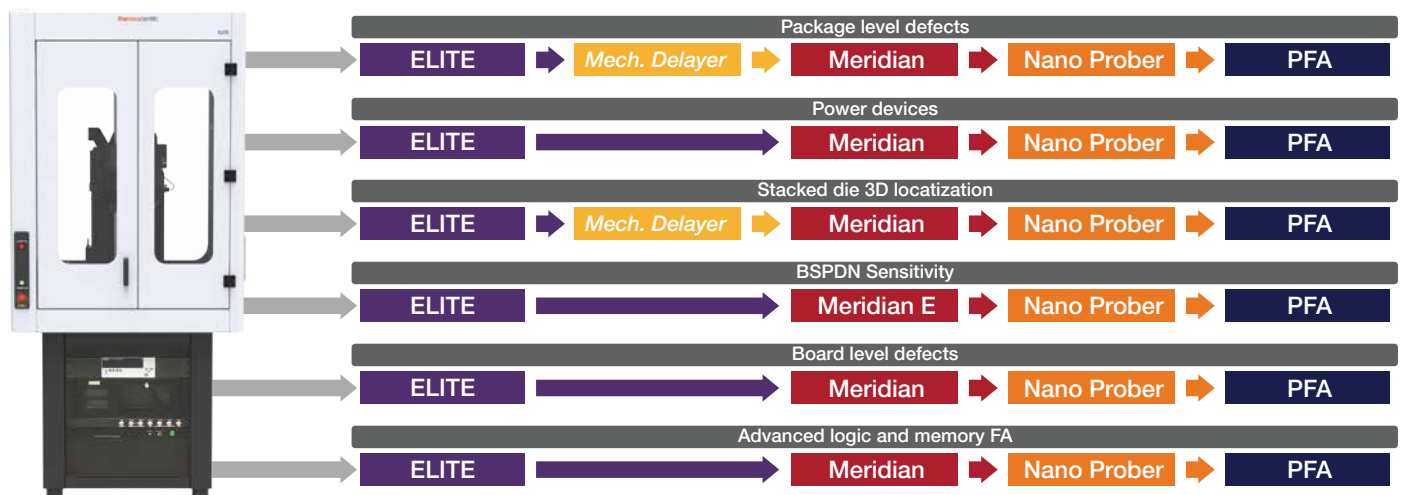 thermoscientific
ELITE
Package level defects
ELITE Mech. Delayer Meridian Nano Prober PFA
Power devices
ELITE Meridian Nano Prober PFA
Stacked die 3D locatization
ELITE Mech. Delayer Meridian Nano Prober PFA
BSPDN Sensitivity
ELITE Meridian E Nano Prober PFA
Board level defects
ELITE Meridian Nano Prober PFA
Advanced logic and memory FA
ELITE Meridian Nano Prober PFA